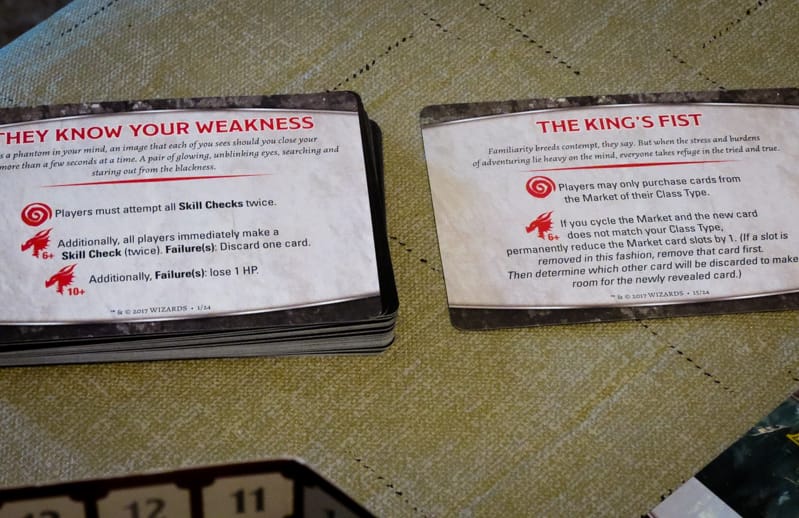 THEY KNOW YOUR WEAKNESS
s a phantom in your mind, an image that each of you sees should you close your
more than a few seconds at a time. A pair of glowing, unblinking eyes, searching and
staring out from the blackness.
Players must attempt all Skill Checks twice.
6+ Additionally, all players immediately make a
Skill Check (twice). Failure(s): Discard one card.
10+ Additionally, Failure(s): lose 1 HP.
™ & © 2017 WIZARDS • 1/24
THE KING'S FIST
Familiarity breeds contempt, they say. But when the stress and burdens
of adventuring lie heavy on the mind, everyone takes refuge in the tried and true.
Players may only purchase cards from
the Market of their Class Type.
6+ If you cycle the Market and the new card
does not match your Class Type,
permanently reduce the Market card slots by 1. (If a slot is
removed in this fashion, remove that card first.
Then determine which other card will be discarded to make
room for the newly revealed card.)
™ & © 2017 WIZARDS • 15/24
12 11